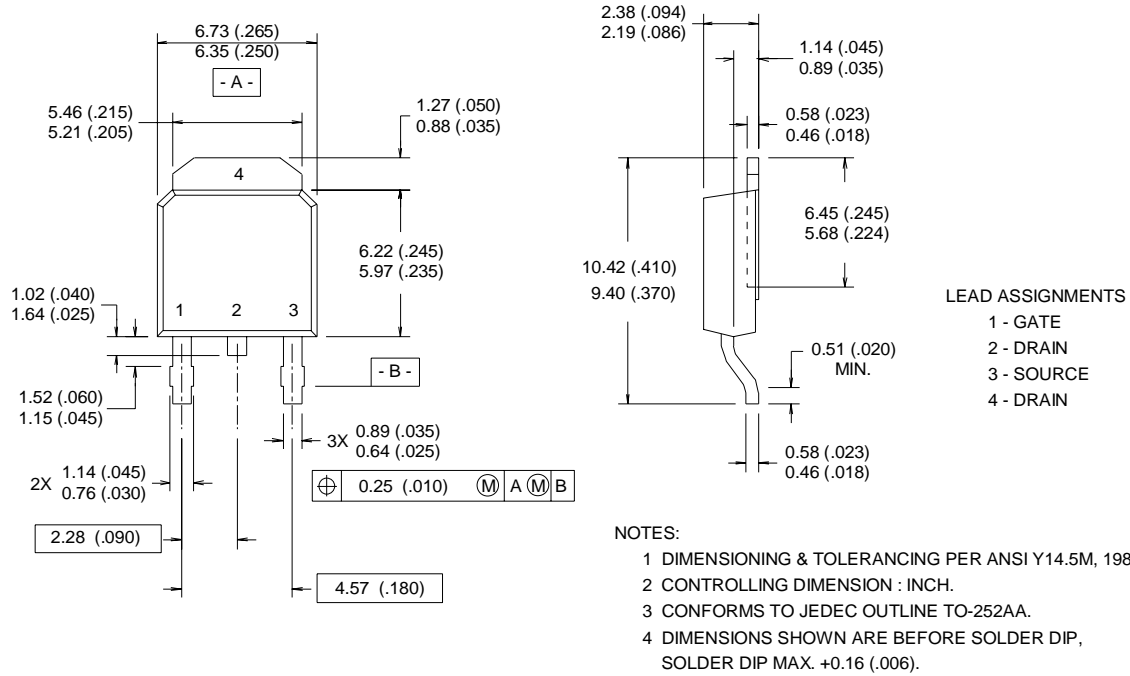 6.73 (.265)
6.35 (.250)
- A -
5.46 (.215)
5.21 (.205)
1.27 (.050)
0.88 (.035)
4
6.22 (.245)
5.97 (.235)
1.02 (.040)
1.64 (.025)
1 2 3
- B -
1.52 (.060)
1.15 (.045)
3X 0.89 (.035)
0.64 (.025)
2X 1.14 (.045)
0.76 (.030)
⌖ 0.25 (.010) Ⓜ A Ⓜ B
2.28 (.090)
4.57 (.180)
2.38 (.094)
2.19 (.086)
1.14 (.045)
0.89 (.035)
0.58 (.023)
0.46 (.018)
6.45 (.245)
5.68 (.224)
10.42 (.410)
9.40 (.370)
0.51 (.020)
MIN.
0.58 (.023)
0.46 (.018)
LEAD ASSIGNMENTS
1 - GATE
2 - DRAIN
3 - SOURCE
4 - DRAIN
NOTES:
1 DIMENSIONING & TOLERANCING PER ANSI Y14.5M, 198
2 CONTROLLING DIMENSION : INCH.
3 CONFORMS TO JEDEC OUTLINE TO-252AA.
4 DIMENSIONS SHOWN ARE BEFORE SOLDER DIP,
SOLDER DIP MAX. +0.16 (.006).